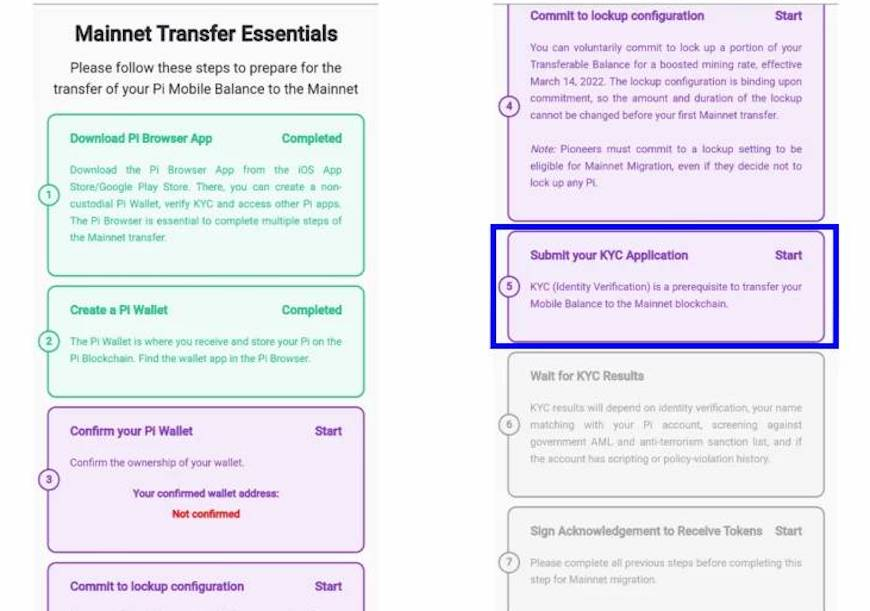 Mainnet Transfer Essentials
Please follow these steps to prepare for the
transfer of your Pi Mobile Balance to the Mainnet
Download Pi Browser App Completed
Download the Pi Browser App from the iOS App
Store/Google Play Store. There, you can create a non-
custodial Pi Wallet, verify KYC and access other Pi apps.
The Pi Browser is essential to complete multiple steps of
the Mainnet transfer.
1
Create a Pi Wallet Completed
The Pi Wallet is where you receive and store your Pi on the
Pi Blockchain. Find the wallet app in the Pi Browser.
2
Confirm your Pi Wallet Start
Confirm the ownership of your wallet.
Your confirmed wallet address:
Not confirmed
3
Commit to lockup configuration Start
Commit to lockup configuration Start
You can voluntarily commit to lock up a portion of your
Transferable Balance for a boosted mining rate, effective
March 14, 2022. The lockup configuration is binding upon
commitment, so the amount and duration of the lockup
cannot be changed before your first Mainnet transfer.
4
Note: Pioneers must commit to a lockup setting to be
eligible for Mainnet Migration, even if they decide not to
lock up any Pi.
Submit your KYC Application Start
KYC (Identity Verification) is a prerequisite to transfer your
Mobile Balance to the Mainnet blockchain.
5
Wait for KYC Results
KYC results will depend on identity verification, your name
matching with your Pi account, screening against
government AML and anti-terrorism sanction list, and if
the account has scripting or policy-violation history.
6
Sign Acknowledgement to Receive Tokens Start
Please complete all previous steps before completing this
step for Mainnet migration.
7